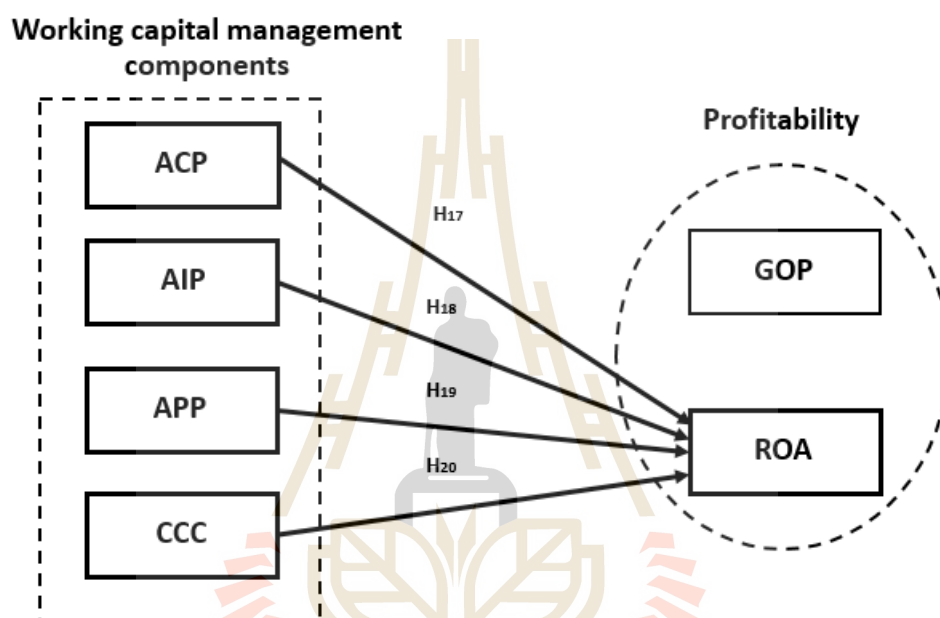 Working capital management
components
Profitability
ACP
H17
GOP
AIP
H18
H19
APP
ROA
H20
CCC